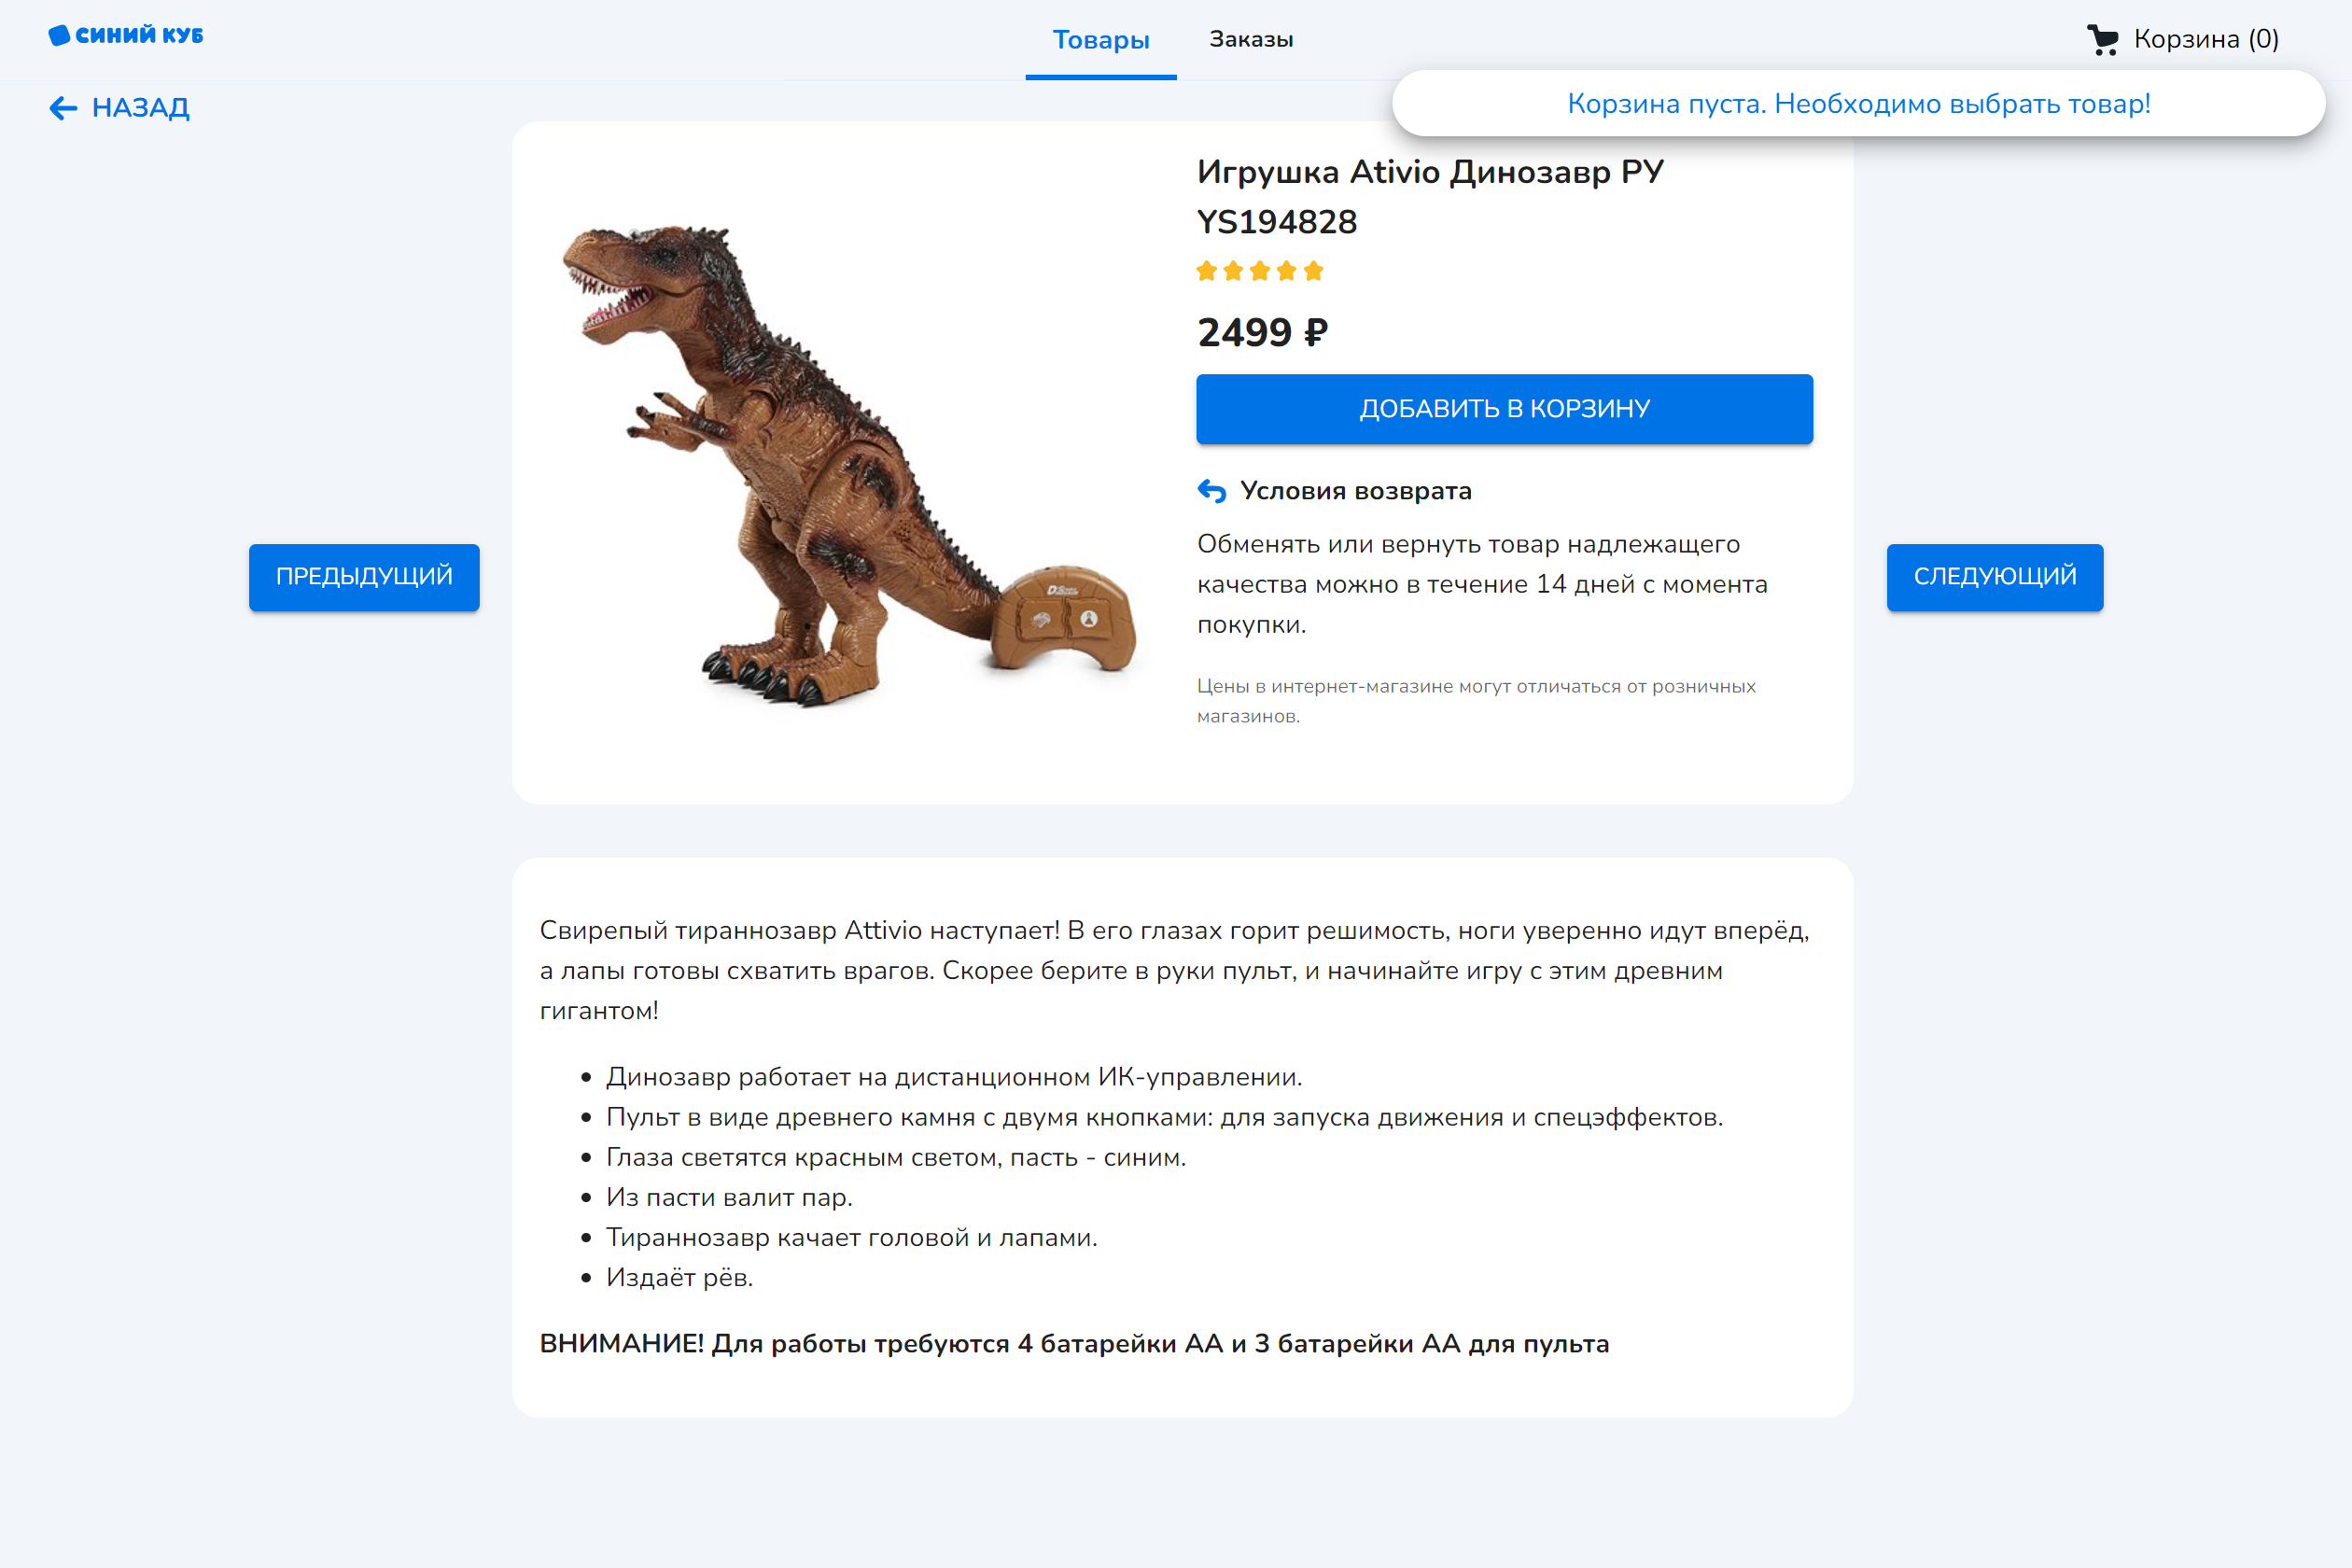 СИНИЙ КУБ
Товары
Заказы
Корзина (0)
НАЗАД
Корзина пуста. Необходимо выбрать товар!
Игрушка Ativio Динозавр РУ
YS194828
2499 ₽
ДОБАВИТЬ В КОРЗИНУ
Условия возврата
Обменять или вернуть товар надлежащего
качества можно в течение 14 дней с момента
покупки.
Цены в интернет-магазине могут отличаться от розничных
магазинов.
ПРЕДЫДУЩИЙ
СЛЕДУЮЩИЙ
Свирепый тираннозавр Attivio наступает! В его глазах горит решимость, ноги уверенно идут вперёд,
а лапы готовы схватить врагов. Скорее берите в руки пульт, и начинайте игру с этим древним
гигантом!
Динозавр работает на дистанционном ИК-управлении.
Пульт в виде древнего камня с двумя кнопками: для запуска движения и спецэффектов.
Глаза светятся красным светом, пасть - синим.
Из пасти валит пар.
Тираннозавр качает головой и лапами.
Издаёт рёв.
ВНИМАНИЕ! Для работы требуются 4 батарейки АА и 3 батарейки АА для пульта